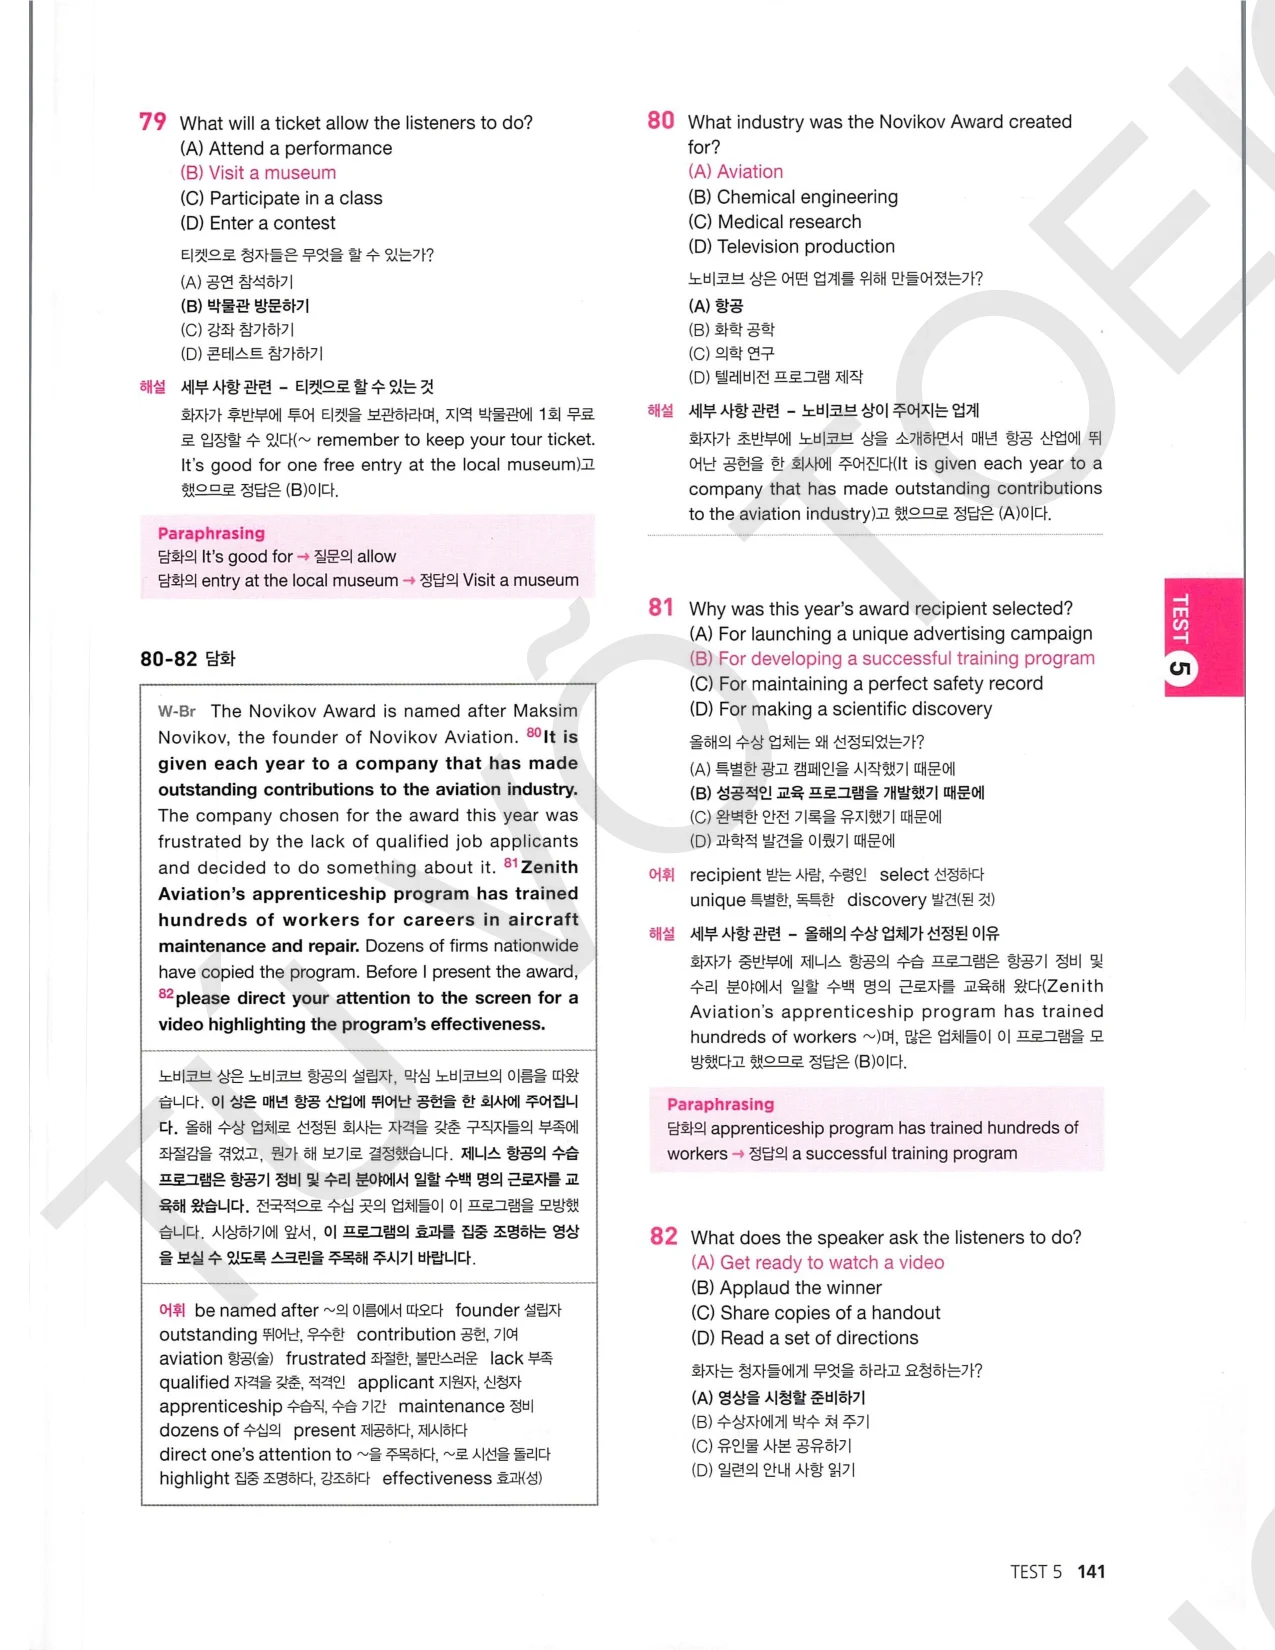 79 What will a ticket allow the listeners to do?
(A) Attend a performance
(B) Visit a museum
(C) Participate in a class
(D) Enter a contest
티켓으로 청자들은 무엇을 할 수 있는가?
(A) 공연 참석하기
(B) 박물관 방문하기
(C) 강좌 참가하기
(D) 콘테스트 참가하기
해설 세부 사항 관련 – 티켓으로 할 수 있는 것
화자가 후반부에 투어 티켓을 보관하라며, 지역 박물관에 1회 무료
로 입장할 수 있다(~ remember to keep your tour ticket.
It's good for one free entry at the local museum)고
했으므로 정답은 (B)이다.
Paraphrasing
담화의 It's good for → 질문의 allow
담화의 entry at the local museum → 정답의 Visit a museum
80-82 담화
W-Br The Novikov Award is named after Maksim
Novikov, the founder of Novikov Aviation. 80It is
given each year to a company that has made
outstanding contributions to the aviation industry.
The company chosen for the award this year was
frustrated by the lack of qualified job applicants
and decided to do something about it. 81Zenith
Aviation's apprenticeship program has trained
hundreds of workers for careers in aircraft
maintenance and repair. Dozens of firms nationwide
have copied the program. Before I present the award,
82please direct your attention to the screen for a
video highlighting the program's effectiveness.
노비코브 상은 노비코브 항공의 설립자, 막심 노비코브의 이름을 따왔
습니다. 이 상은 매년 항공 산업에 뛰어난 공헌을 한 회사에 주어집니
다. 올해 수상 업체로 선정된 회사는 자격을 갖춘 구직자들의 부족에
좌절감을 겪었고, 뭔가 해 보기로 결정했습니다. 제니스 항공의 수습
프로그램은 항공기 정비 및 수리 분야에서 일할 수백 명의 근로자를 교
육해 왔습니다. 전국적으로 수십 곳의 업체들이 이 프로그램을 모방했
습니다. 시상하기에 앞서, 이 프로그램의 효과를 집중 조명하는 영상
을 보실 수 있도록 스크린을 주목해 주시기 바랍니다.
어휘 be named after ~의 이름에서 따오다 founder 설립자
outstanding 뛰어난, 우수한 contribution 공헌, 기여
aviation 항공(술) frustrated 좌절한, 불만스러운 lack 부족
qualified 자격을 갖춘, 적격인 applicant 지원자, 신청자
apprenticeship 수습직, 수습 기간 maintenance 정비
dozens of 수십의 present 제공하다, 제시하다
direct one's attention to ~을 주목하다, ~로 시선을 돌리다
highlight 집중 조명하다, 강조하다 effectiveness 효과(성)
80 What industry was the Novikov Award created
for?
(A) Aviation
(B) Chemical engineering
(C) Medical research
(D) Television production
노비코브 상은 어떤 업계를 위해 만들어졌는가?
(A) 항공
(B) 화학 공학
(C) 의학 연구
(D) 텔레비전 프로그램 제작
해설 세부 사항 관련 – 노비코브 상이 주어지는 업계
화자가 초반부에 노비코브 상을 소개하면서 매년 항공 산업에 뛰
어난 공헌을 한 회사에 주어진다(It is given each year to a
company that has made outstanding contributions
to the aviation industry)고 했으므로 정답은 (A)이다.
81 Why was this year's award recipient selected?
(A) For launching a unique advertising campaign
(B) For developing a successful training program
(C) For maintaining a perfect safety record
(D) For making a scientific discovery
올해의 수상 업체는 왜 선정되었는가?
(A) 특별한 광고 캠페인을 시작했기 때문에
(B) 성공적인 교육 프로그램을 개발했기 때문에
(C) 완벽한 안전 기록을 유지했기 때문에
(D) 과학적 발견을 이뤘기 때문에
어휘 recipient 받는 사람, 수령인 select 선정하다
unique 특별한, 독특한 discovery 발견(된 것)
해설 세부 사항 관련 – 올해의 수상 업체가 선정된 이유
화자가 중반부에 제니스 항공의 수습 프로그램은 항공기 정비 및
수리 분야에서 일할 수백 명의 근로자를 교육해 왔다(Zenith
Aviation's apprenticeship program has trained
hundreds of workers ~)며, 많은 업체들이 이 프로그램을 모
방했다고 했으므로 정답은 (B)이다.
Paraphrasing
담화의 apprenticeship program has trained hundreds of
workers → 정답의 a successful training program
82 What does the speaker ask the listeners to do?
(A) Get ready to watch a video
(B) Applaud the winner
(C) Share copies of a handout
(D) Read a set of directions
화자는 청자들에게 무엇을 하라고 요청하는가?
(A) 영상을 시청할 준비하기
(B) 수상자에게 박수 쳐 주기
(C) 유인물 사본 공유하기
(D) 일련의 안내 사항 읽기
TEST 5
TEST 5 141
TÚ VÕ TOEIC